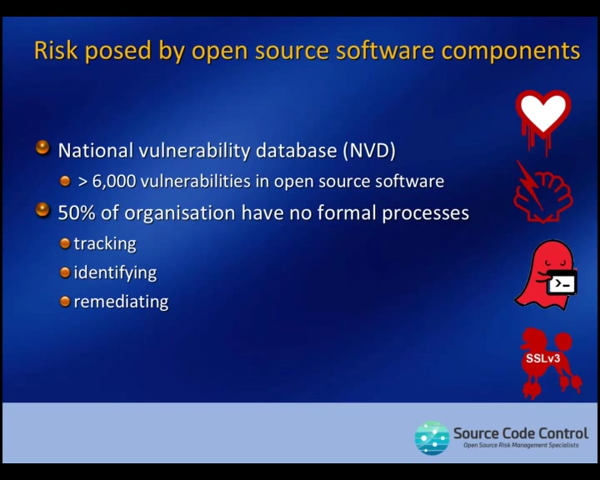 Risk posed by open source software components
National vulnerability database (NVD)
> 6,000 vulnerabilities in open source software
50% of organisation have no formal processes
tracking
identifying
remediating
>_
SSLv3
Source Code Control
Open Source Risk Management Specialists